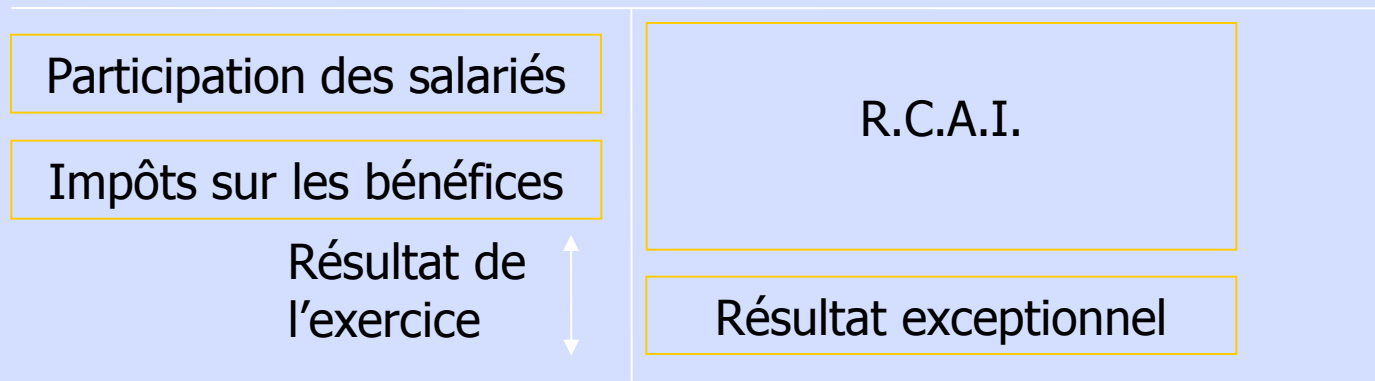 Participation des salariés
Impôts sur les bénéfices
Résultat de
l’exercice
R.C.A.I.
Résultat exceptionnel